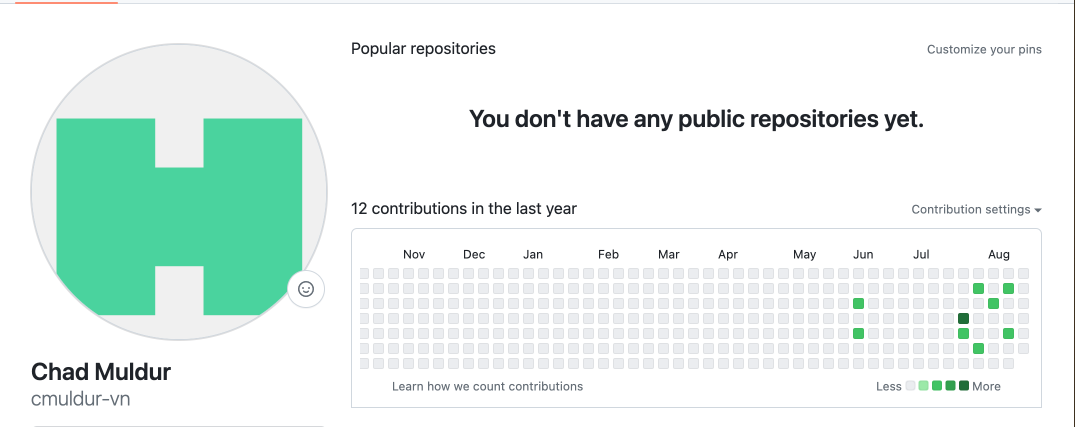 Popular repositories
Customize your pins
You don't have any public repositories yet.
12 contributions in the last year
Contribution settings
Nov Dec Jan Feb Mar Apr May Jun Jul Aug
Learn how we count contributions
Less More
Chad Muldur
cmuldur-vn